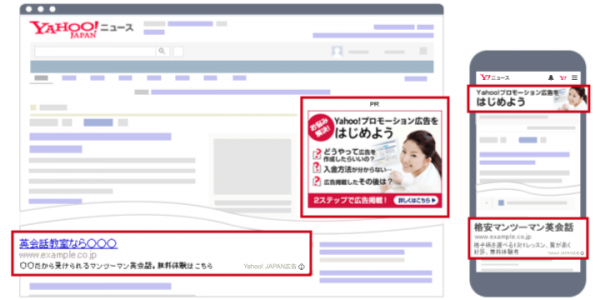 YAHOO! ニュース
JAPAN
PR
お悩み
解決!
Yahoo!プロモーション広告を
はじめよう
どうやって広告を
作成したらいいの?
入金方法が分からない…
広告掲載したその後は?
2ステップで広告掲載!
詳しくはこちら
英会話教室なら〇〇〇
www.example.co.jp
〇〇だから受けられるマンツーマン英会話。無料体験はこちら
Yahoo! JAPAN広告
Y! ニュース
Yahoo!プロモーション広告を
はじめよう
格安マンツーマン英会話
www.example.co.jp
Yahoo! JAPAN広告